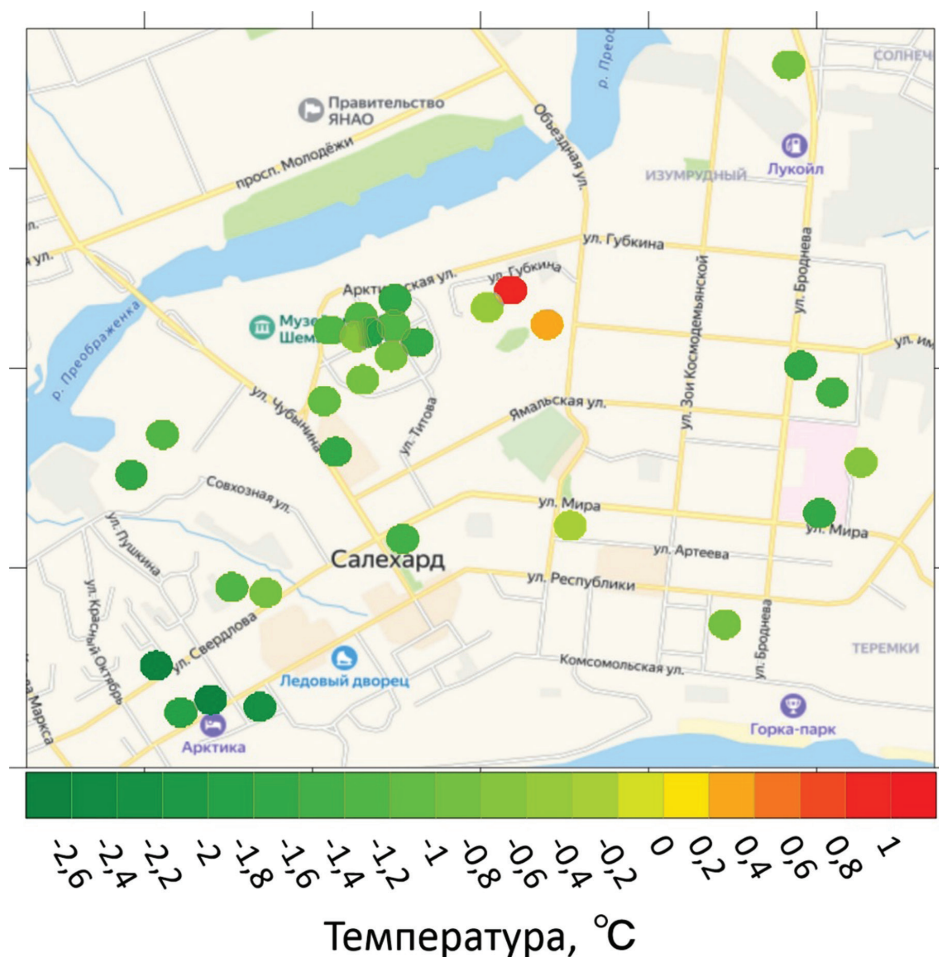 р. Преоб
СОЛНЕЧ
Правительство
ЯНАО
Объездная ул.
просп. Молодёжи
Лукойл
ИЗУМРУДНЫЙ
ул.
я ул.
ул. Губкина
ул. Броднева
Арктическая ул.
ул. Губкина
ул. Зои Космодемьянской
Музе
Шем
р. Преображенка
ул. им
ул. Чубынина
ул. Титова
Ямальская ул.
Совхозная ул.
ул. Мира
ул. Мира
ул. Пушкина
Салехард
ул. Артеева
ул. Республики
ул. Красный Октябрь
ул. Свердлова
ул. Броднева
ТЕРЕМКИ
Комсомольская ул.
Ледовый дворец
ла Маркса
Горка-парк
Арктика
-2,6 -2,4 -2,2 -2 -1,8 -1,6 -1,4 -1,2 -1 -0,8 -0,6 -0,4 -0,2 0 0,2 0,4 0,6 0,8 1
Температура, °C